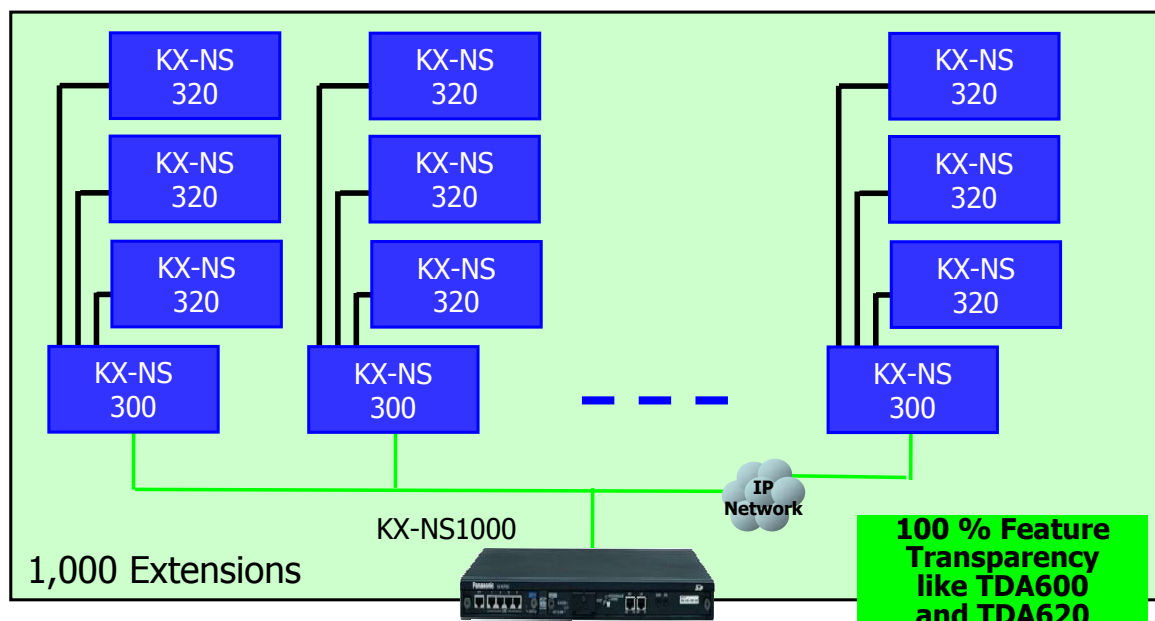 KX-NS
320
KX-NS
320
KX-NS
320
KX-NS
320
KX-NS
320
KX-NS
320
KX-NS
320
KX-NS
320
KX-NS
320
KX-NS
300
KX-NS
300
KX-NS
300
IP
Network
KX-NS1000
1,000 Extensions
100 % Feature
Transparency
like TDA600
and TDA620
Panasonic